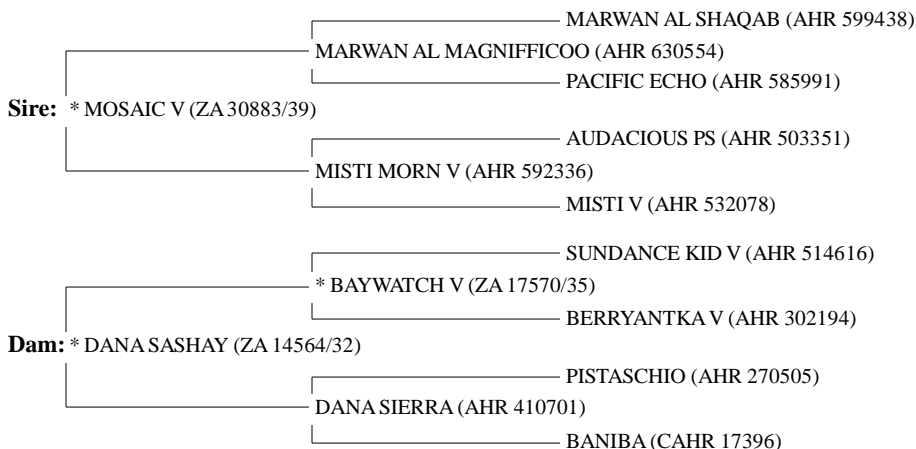 MARWAN AL SHAQAB (AHR 599438)
MARWAN AL MAGNIFFICOO (AHR 630554)
PACIFIC ECHO (AHR 585991)
Sire: * MOSAIC V (ZA 30883/39)
AUDACIOUS PS (AHR 503351)
MISTI MORN V (AHR 592336)
MISTI V (AHR 532078)
SUNDANCE KID V (AHR 514616)
* BAYWATCH V (ZA 17570/35)
BERRYANTKA V (AHR 302194)
Dam: * DANA SASHAY (ZA 14564/32)
PISTASCHIO (AHR 270505)
DANA SIERRA (AHR 410701)
BANIBA (CAHR 17396)